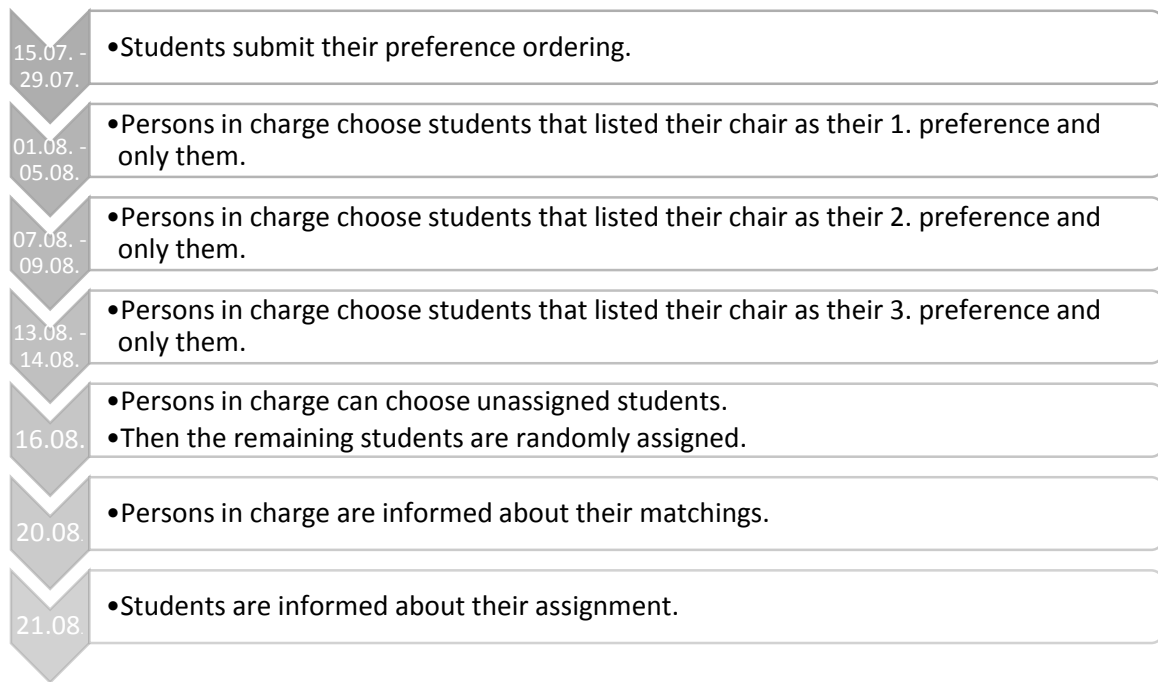 15.07. -
29.07.
•Students submit their preference ordering.
01.08. -
05.08.
•Persons in charge choose students that listed their chair as their 1. preference and
only them.
07.08. -
09.08.
•Persons in charge choose students that listed their chair as their 2. preference and
only them.
13.08. -
14.08.
•Persons in charge choose students that listed their chair as their 3. preference and
only them.
16.08.
•Persons in charge can choose unassigned students.
•Then the remaining students are randomly assigned.
20.08.
•Persons in charge are informed about their matchings.
21.08.
•Students are informed about their assignment.